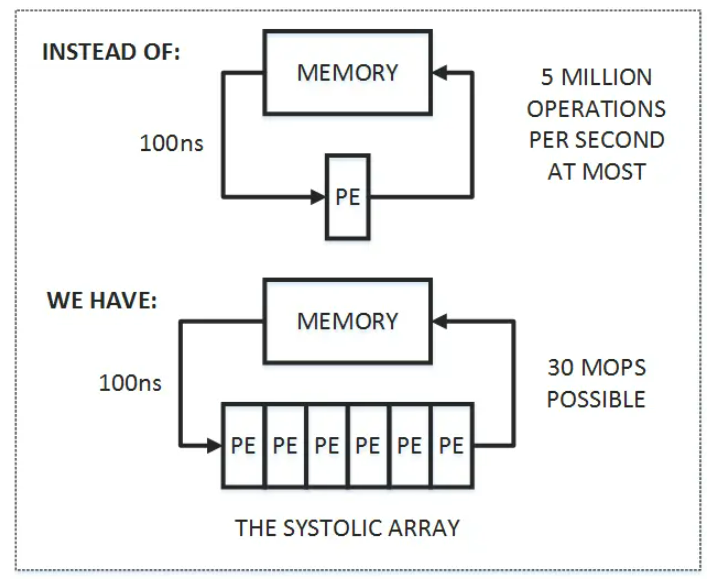 INSTEAD OF:
MEMORY
5 MILLION
OPERATIONS
PER SECOND
AT MOST
100ns
PE
WE HAVE:
MEMORY
100ns
30 MOPS
POSSIBLE
PE PE PE PE PE PE
THE SYSTOLIC ARRAY